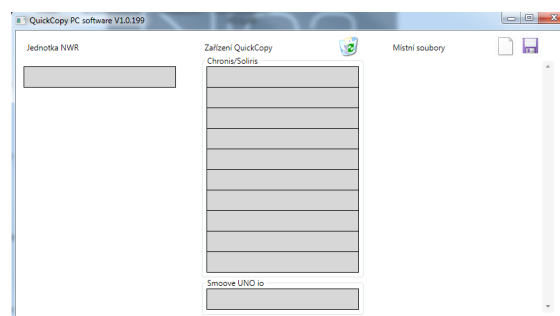 QuickCopy PC software V1.0.199
Jednotka NWR
Zařízení QuickCopy
Místní soubory
Chronis/Soliris
Smoove UNO io